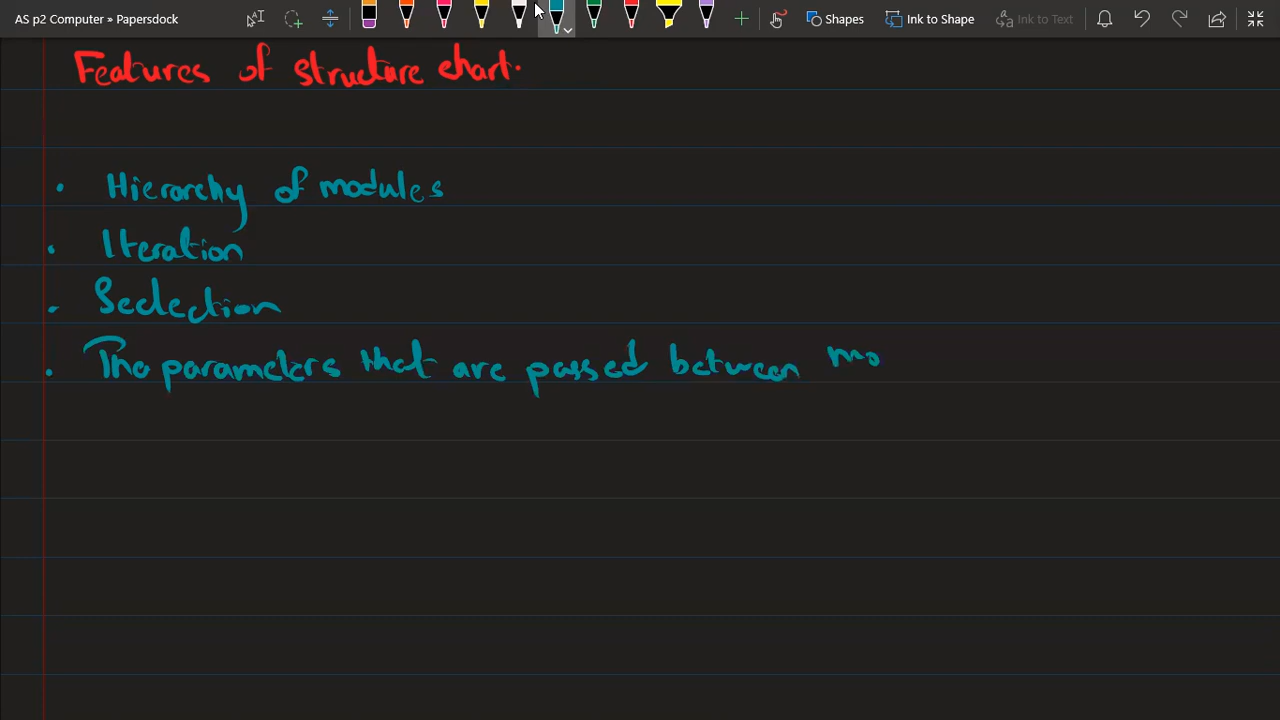 AS p2 Computer » Papersdock
Shapes
Ink to Shape
Ink to Math
Features of structure chart.
• Hierarchy of modules
• Iteration
• Selection
• The parameters that are passed between mo